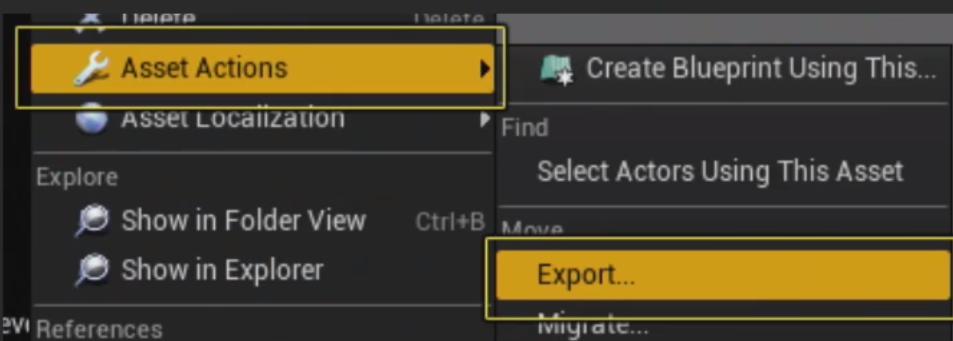 Delete Delete
Asset Actions
Asset Localization
Explore
Show in Folder View Ctrl+B
Show in Explorer
References
Create Blueprint Using This...
Find
Select Actors Using This Asset
Move
Export...
Migrate...